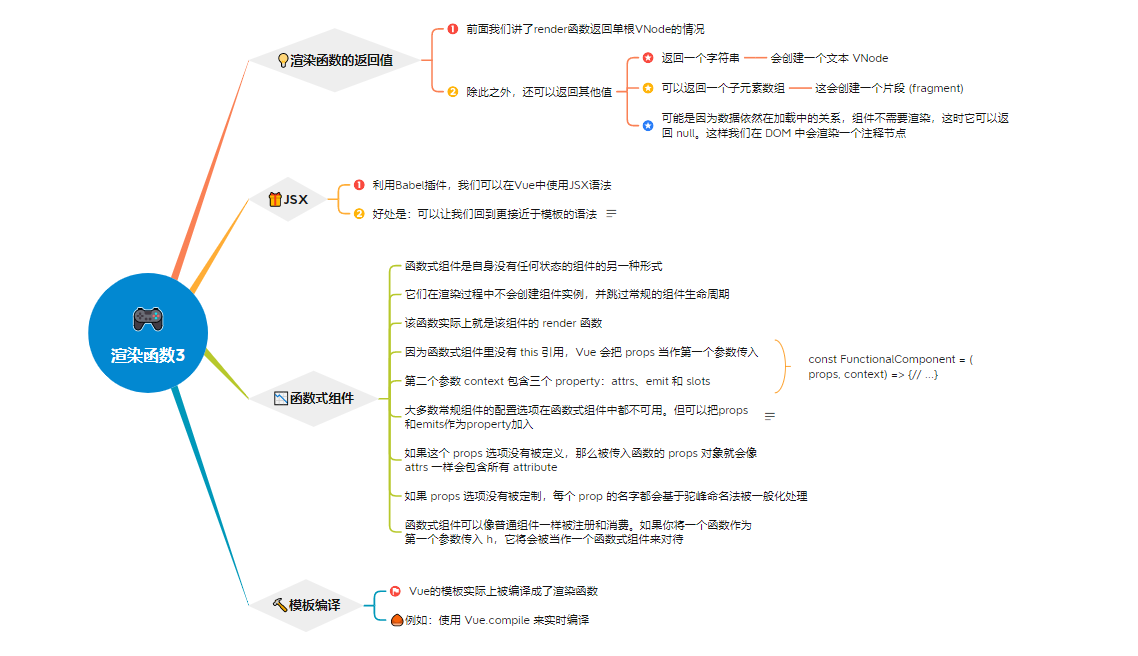 渲染函数3
渲染函数的返回值
1 前面我们讲了render函数返回单根VNode的情况
2 除此之外，还可以返回其他值
返回一个字符串
会创建一个文本 VNode
可以返回一个子元素数组
这会创建一个片段 (fragment)
可能是因为数据依然在加载中的关系，组件不需要渲染，这时它可以返
回 null。这样我们在 DOM 中会渲染一个注释节点
JSX
1 利用Babel插件，我们可以在Vue中使用JSX语法
2 好处是：可以让我们回到更接近于模板的语法
函数式组件
函数式组件是自身没有任何状态的组件的另一种形式
它们在渲染过程中不会创建组件实例，并跳过常规的组件生命周期
该函数实际上就是该组件的 render 函数
因为函数式组件里没有 this 引用，Vue 会把 props 当作第一个参数传入
第二个参数 context 包含三个 property：attrs、emit 和 slots
const FunctionalComponent = (
props, context) => {// ...}
大多数常规组件的配置选项在函数式组件中都不可用。但可以把props
和emits作为property加入
如果这个 props 选项没有被定义，那么被传入函数的 props 对象就会像
attrs 一样会包含所有 attribute
如果 props 选项没有被定制，每个 prop 的名字都会基于驼峰命名法被一般化处理
函数式组件可以像普通组件一样被注册和消费。如果你将一个函数作为
第一个参数传入 h，它将会被当作一个函数式组件来对待
模板编译
Vue的模板实际上被编译成了渲染函数
例如：使用 Vue.compile 来实时编译